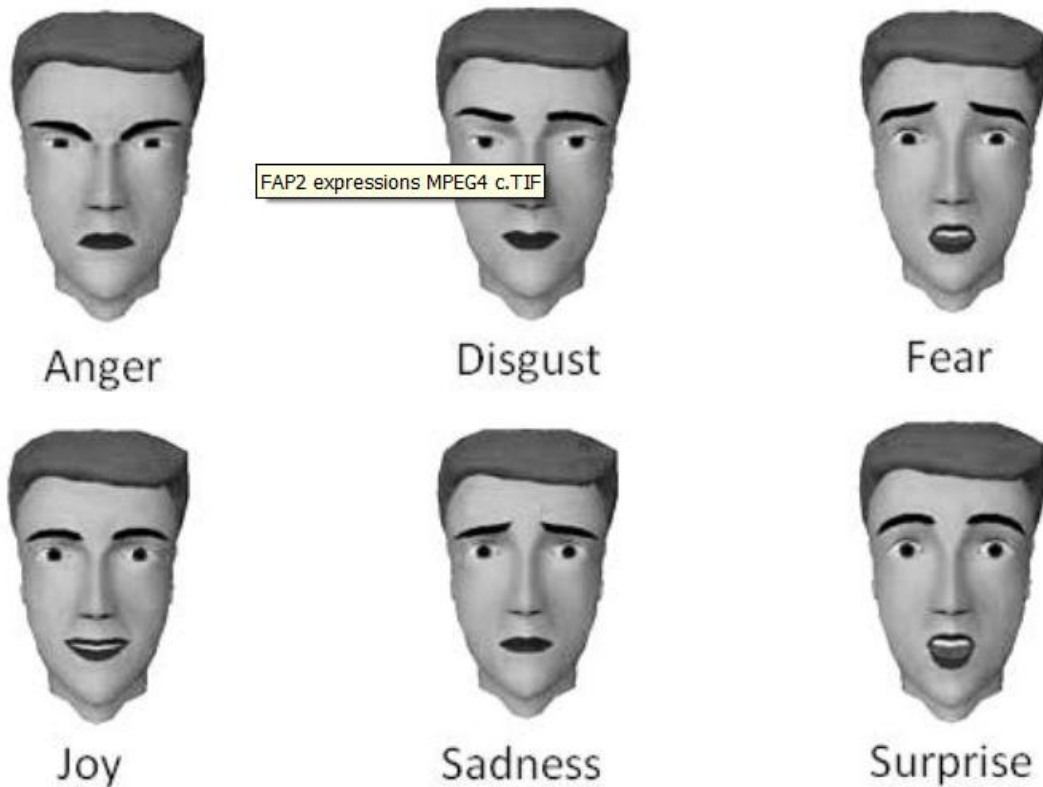 FAP2 expressions MPEG4 c.TIF
Anger
Disgust
Fear
Joy
Sadness
Surprise